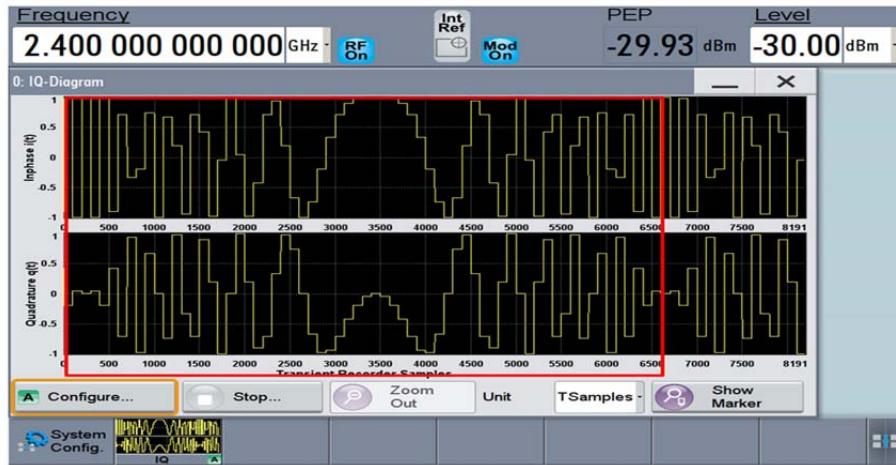 Frequency Int Ref PEP Level
2.400 000 000 000 GHz RF On Mod On -29.93 dBm -30.00 dBm
0: IQ-Diagram
Inphase i(t)
1
0.5
0
-0.5
-1
0 500 1000 1500 2000 2500 3000 3500 4000 4500 5000 5500 6000 6500 7000 7500 8191
Quadrature q(t)
1
0.5
0
-0.5
-1
0 500 1000 1500 2000 2500 3000 3500 4000 4500 5000 5500 6000 6500 7000 7500 8191
Transient Recorder Samples
A Configure... Stop... Zoom Out Unit TSamples Show Marker
System Config. IQ A